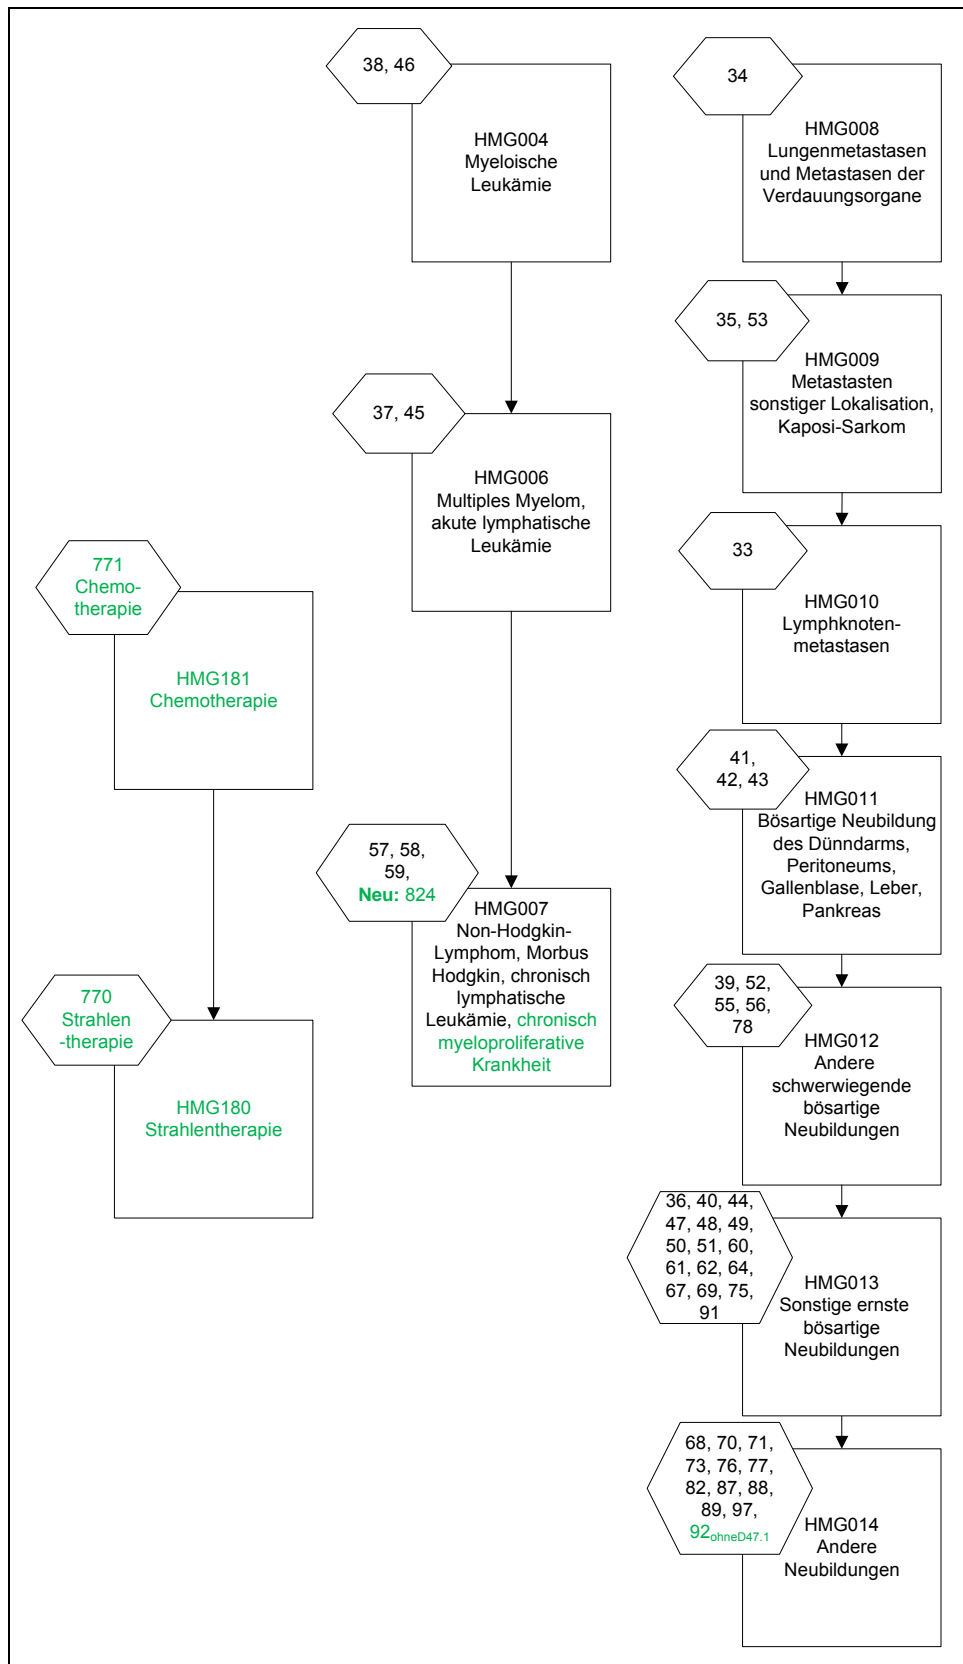 771
Chemo-
therapie
HMG181
Chemotherapie
770
Strahlen
-therapie
HMG180
Strahlentherapie
38, 46
HMG004
Myeloische
Leukämie
37, 45
HMG006
Multiples Myelom,
akute lymphatische
Leukämie
57, 58,
59,
Neu: 824
HMG007
Non-Hodgkin-
Lymphom, Morbus
Hodgkin, chronisch
lymphatische
Leukämie, chronisch
myeloproliferative
Krankheit
34
HMG008
Lungenmetastasen
und Metastasen der
Verdauungsorgane
35, 53
HMG009
Metastasten
sonstiger Lokalisation,
Kaposi-Sarkom
33
HMG010
Lymphknoten-
metastasen
41,
42, 43
HMG011
Bösartige Neubildung
des Dünndarms,
Peritoneums,
Gallenblase, Leber,
Pankreas
39, 52,
55, 56,
78
HMG012
Andere
schwerwiegende
bösartige
Neubildungen
36, 40, 44,
47, 48, 49,
50, 51, 60,
61, 62, 64,
67, 69, 75,
91
HMG013
Sonstige ernste
bösartige
Neubildungen
68, 70, 71,
73, 76, 77,
82, 87, 88,
89, 97,
92ohneD47.1
HMG014
Andere
Neubildungen